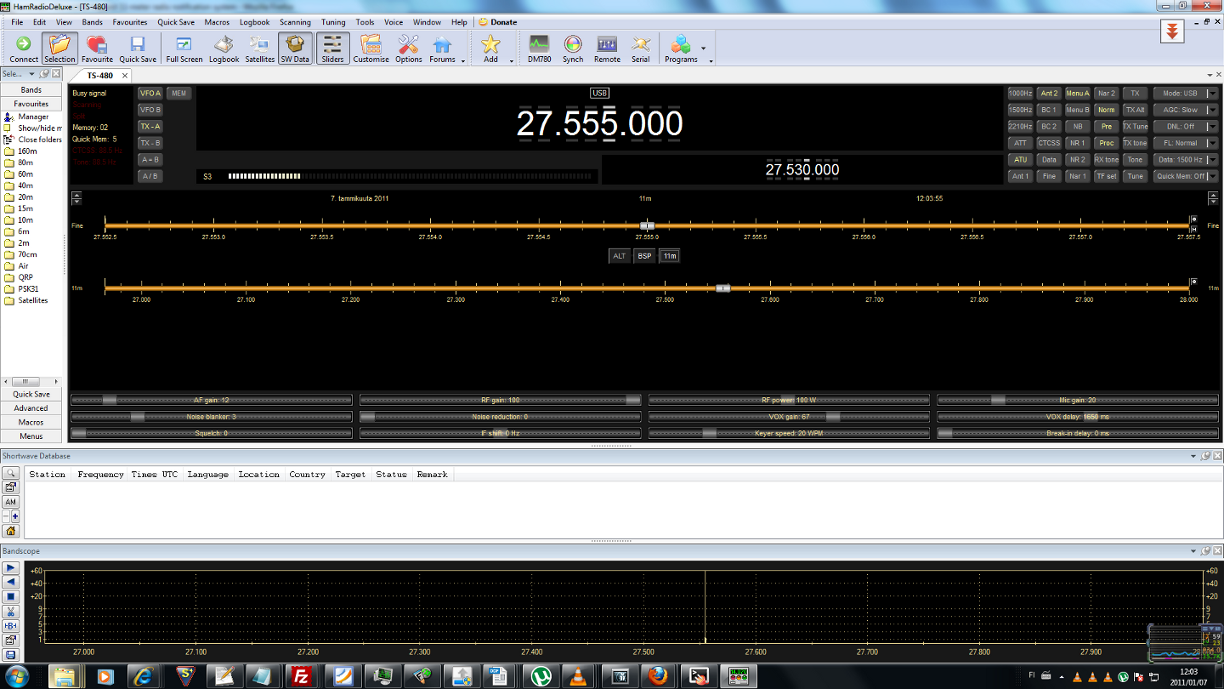 HamRadioDeluxe - [TS-480]
File Edit View Bands Favourites Quick Save Macros Logbook Scanning Tuning Tools Voice Window Help Donate
Connect Selection Favourite Quick Save Full Screen Logbook Satellites SW Data Sliders Customise Options Forums Add DM780 Synch Remote Serial Programs
Sele...
TS-480
Bands
Favourites
Manager
Show/hide m
Close folders
160m
80m
60m
40m
20m
15m
10m
6m
2m
70cm
Air
QRP
PSK31
Satellites
Quick Save
Advanced
Macros
Menus
Busy signal
Memory: 02
Quick Mem: 5
VFO A MEM
VFO B
TX - A
TX - B
A = B
A / B
USB
27.555.000
S3
27.530.000
1000Hz Ant 2 Menu A Nar 2 TX Mode: USB
1500Hz BC 1 Menu B Norm TX Alt AGC: Slow
2210Hz BC 2 NB Pre TX Tune DNL: Off
ATT CTCSS NR 1 Proc TX tone FL: Normal
ATU Data NR 2 RX tone Tone Data: 1500 Hz
Ant 1 Fine Nar 1 TF set Tune Quick Mem: Off
7. tammikuuta 2011 11m 12:03:55
Fine Fine
27.552.5 27.553.0 27.553.5 27.554.0 27.554.5 27.555.0 27.555.5 27.556.0 27.556.5 27.557.0 27.557.5
ALT BSP 11m
11m 11m
27.000 27.100 27.200 27.300 27.400 27.500 27.600 27.700 27.800 27.900 28.000
AF gain: 12 RF gain: 100 RF power: 100 W Mic gain: 20
Noise blanker: 3 Noise reduction: 0 VOX gain: 67 VOX delay: 1650 ms
Squelch: 0 IF shift: 0 Hz Keyer speed: 20 WPM Break-in delay: 0 ms
Shortwave Database
Station Frequency Times UTC Language Location Country Target Status Remark
AM
Bandscope
+60 +60
+40 +40
+20 +20
9 9
7 7
5 5
3 3
1 1
27.000 27.100 27.200 27.300 27.400 27.500 27.600 27.700 27.800 27.900 28.000
FI
12:03
2011/01/07